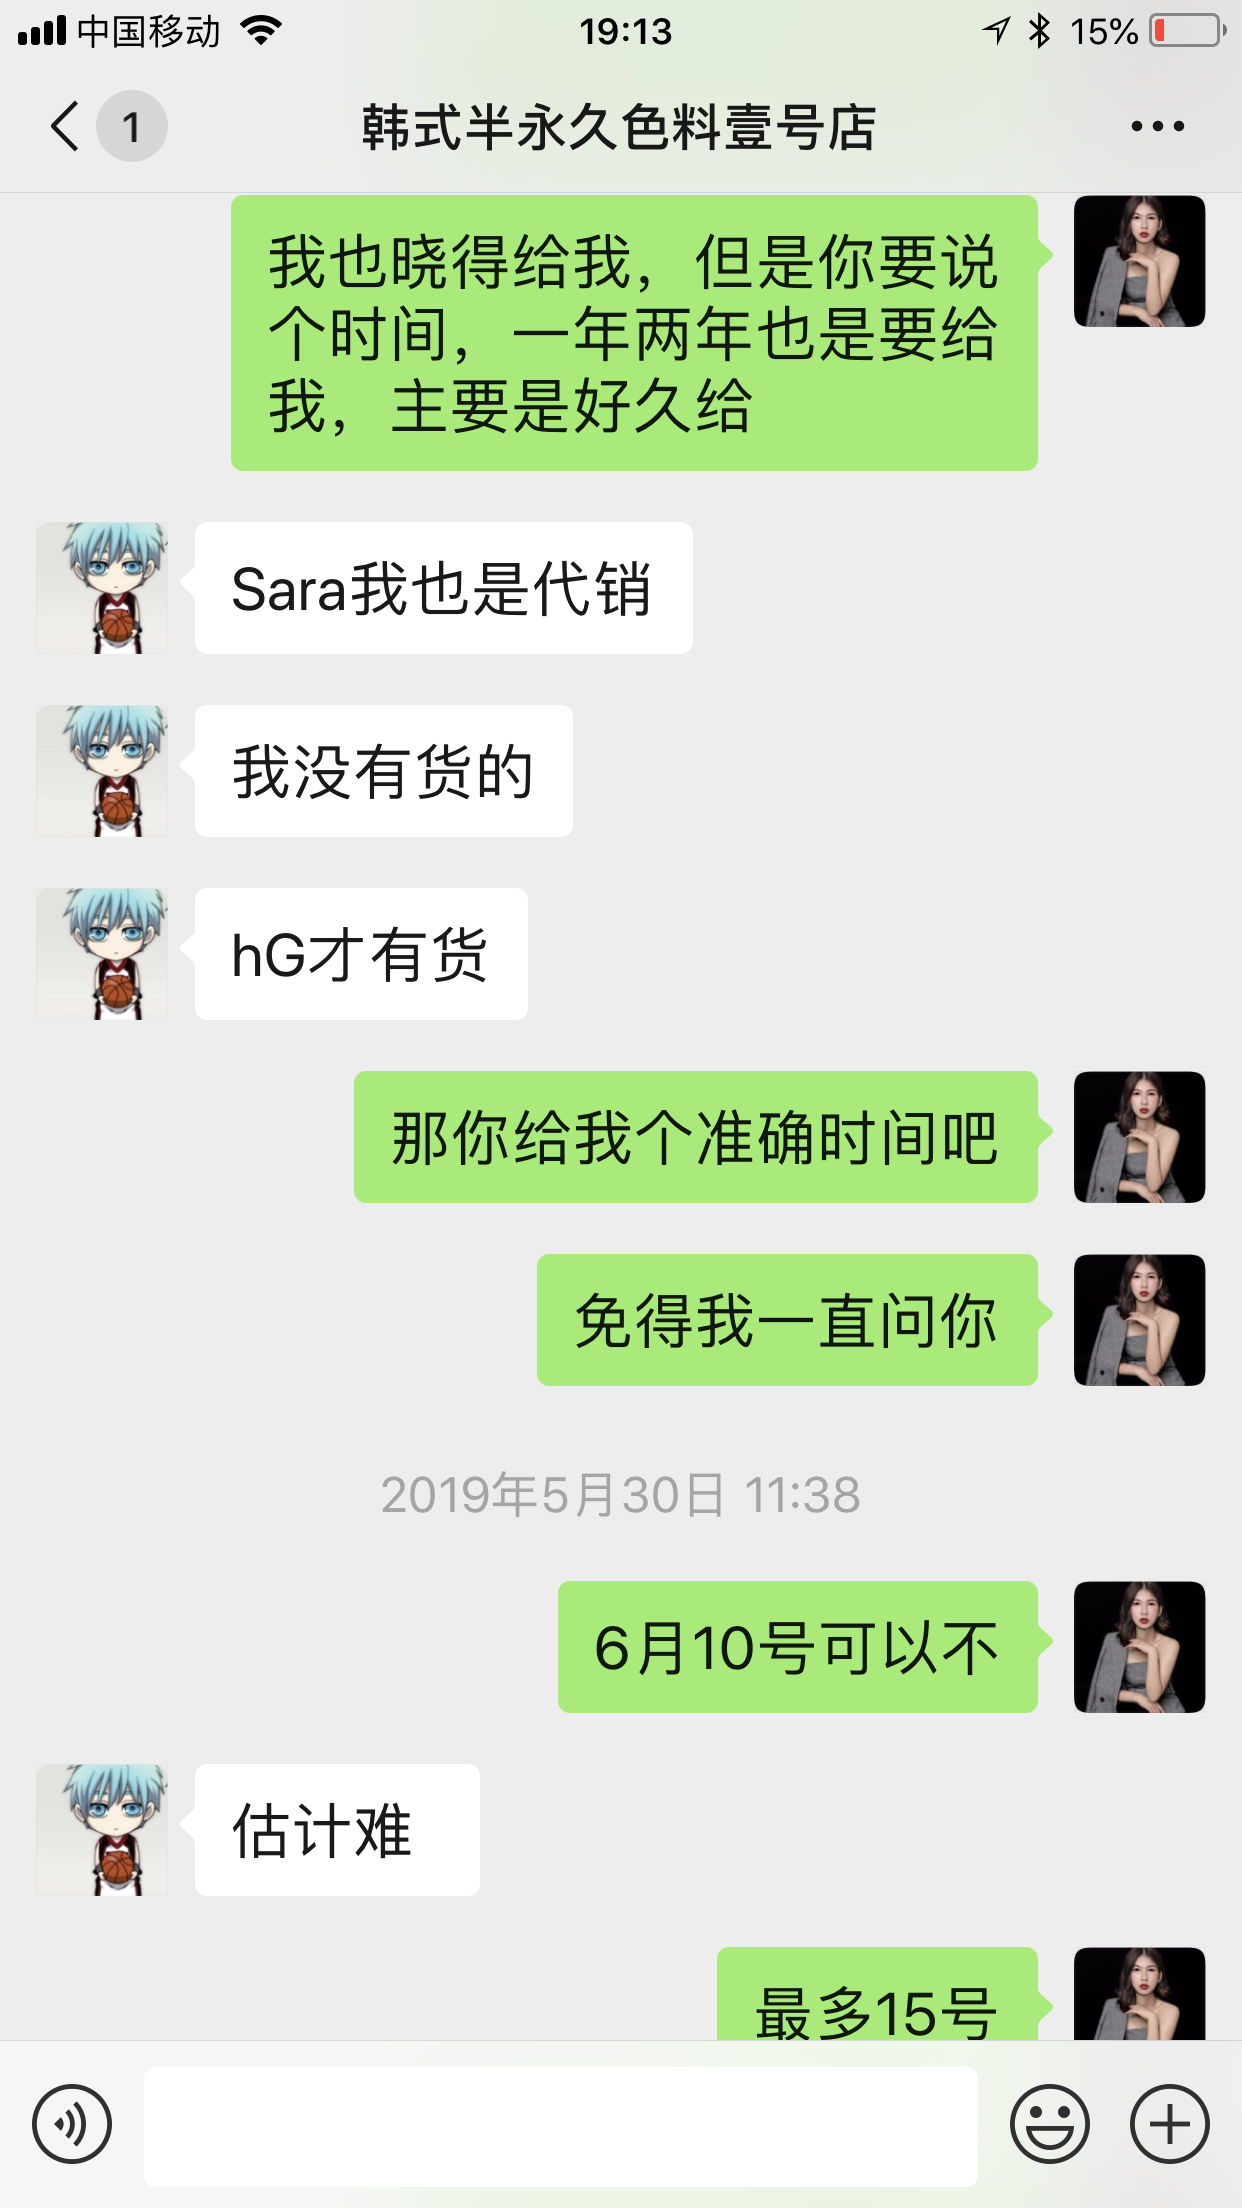 中国移动 19:13 15%
1 韩式半永久色料壹号店
我也晓得给我，但是你要说
个时间，一年两年也是要给
我，主要是好久给
Sara我也是代销
我没有货的
hG才有货
那你给我个准确时间吧
免得我一直问你
2019年5月30日 11:38
6月10号可以不
估计难
最多15号